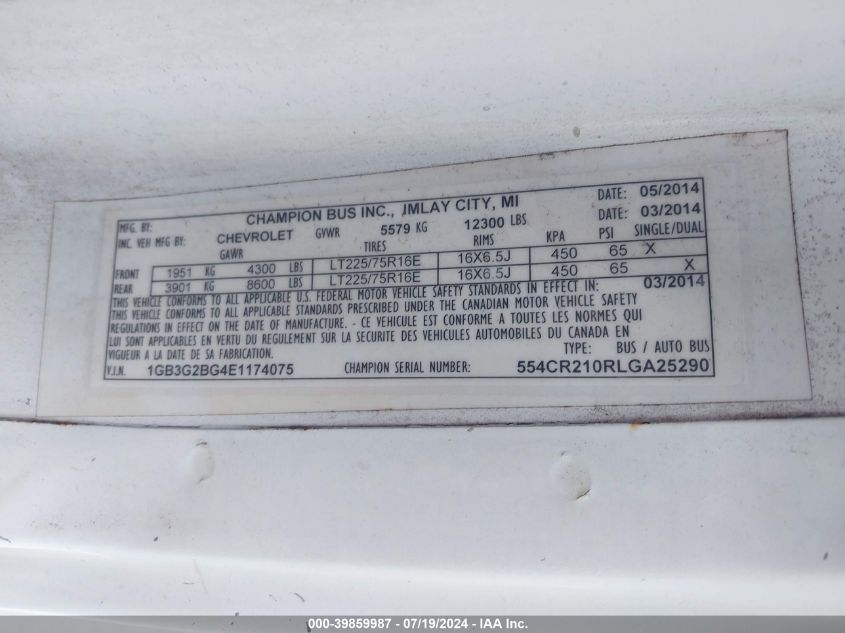 MFG. BY: CHAMPION BUS INC., IMLAY CITY, MI DATE: 05/2014
INC. VEH MFG BY: CHEVROLET GVWR 5579 KG 12300 LBS DATE: 03/2014
GAWR TIRES RIMS KPA PSI SINGLE/DUAL
FRONT 1951 KG 4300 LBS LT225/75R16E 16X6.5J 450 65 X
REAR 3901 KG 8600 LBS LT225/75R16E 16X6.5J 450 65 X
THIS VEHICLE CONFORMS TO ALL APPLICABLE U.S. FEDERAL MOTOR VEHICLE SAFETY STANDARDS IN EFFECT IN: 03/2014
THIS VEHICLE CONFORMS TO ALL APPLICABLE STANDARDS PRESCRIBED UNDER THE CANADIAN MOTOR VEHICLE SAFETY
REGULATIONS IN EFFECT ON THE DATE OF MANUFACTURE. - CE VEHICULE EST CONFORME A TOUTES LES NORMES QUI
LUI SONT APPLICABLES EN VERTU DU REGULEMENT SUR LA SECURITE DES VEHICULES AUTOMOBILES DU CANADA EN
VIGUEUR A LA DATE DE SA FABRICATION. TYPE: BUS / AUTO BUS
V.I.N. 1GB3G2BG4E1174075 CHAMPION SERIAL NUMBER: 554CR210RLGA25290
000-39859987 - 07/19/2024 - IAA Inc.